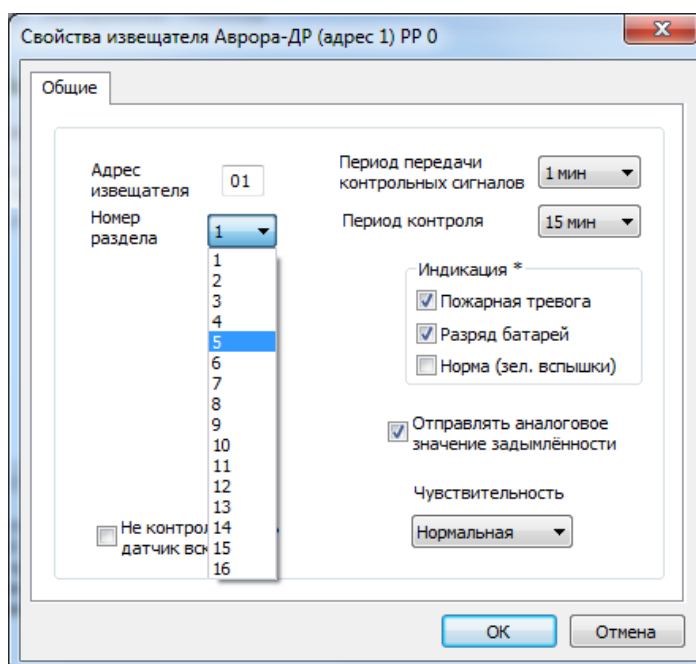 Свойства извещателя Аврора-ДР (адрес 1) РР 0
Общие
Адрес
извещателя
01
Номер
раздела
1
1
2
3
4
5
6
7
8
9
10
11
12
13
14
15
16
Не контрол
датчик вск
Период передачи
контрольных сигналов
1 мин
Период контроля
15 мин
Индикация *
Пожарная тревога
Разряд батарей
Норма (зел. вспышки)
Отправлять аналоговое
значение задымлённости
Чувствительность
Нормальная
ОК
Отмена